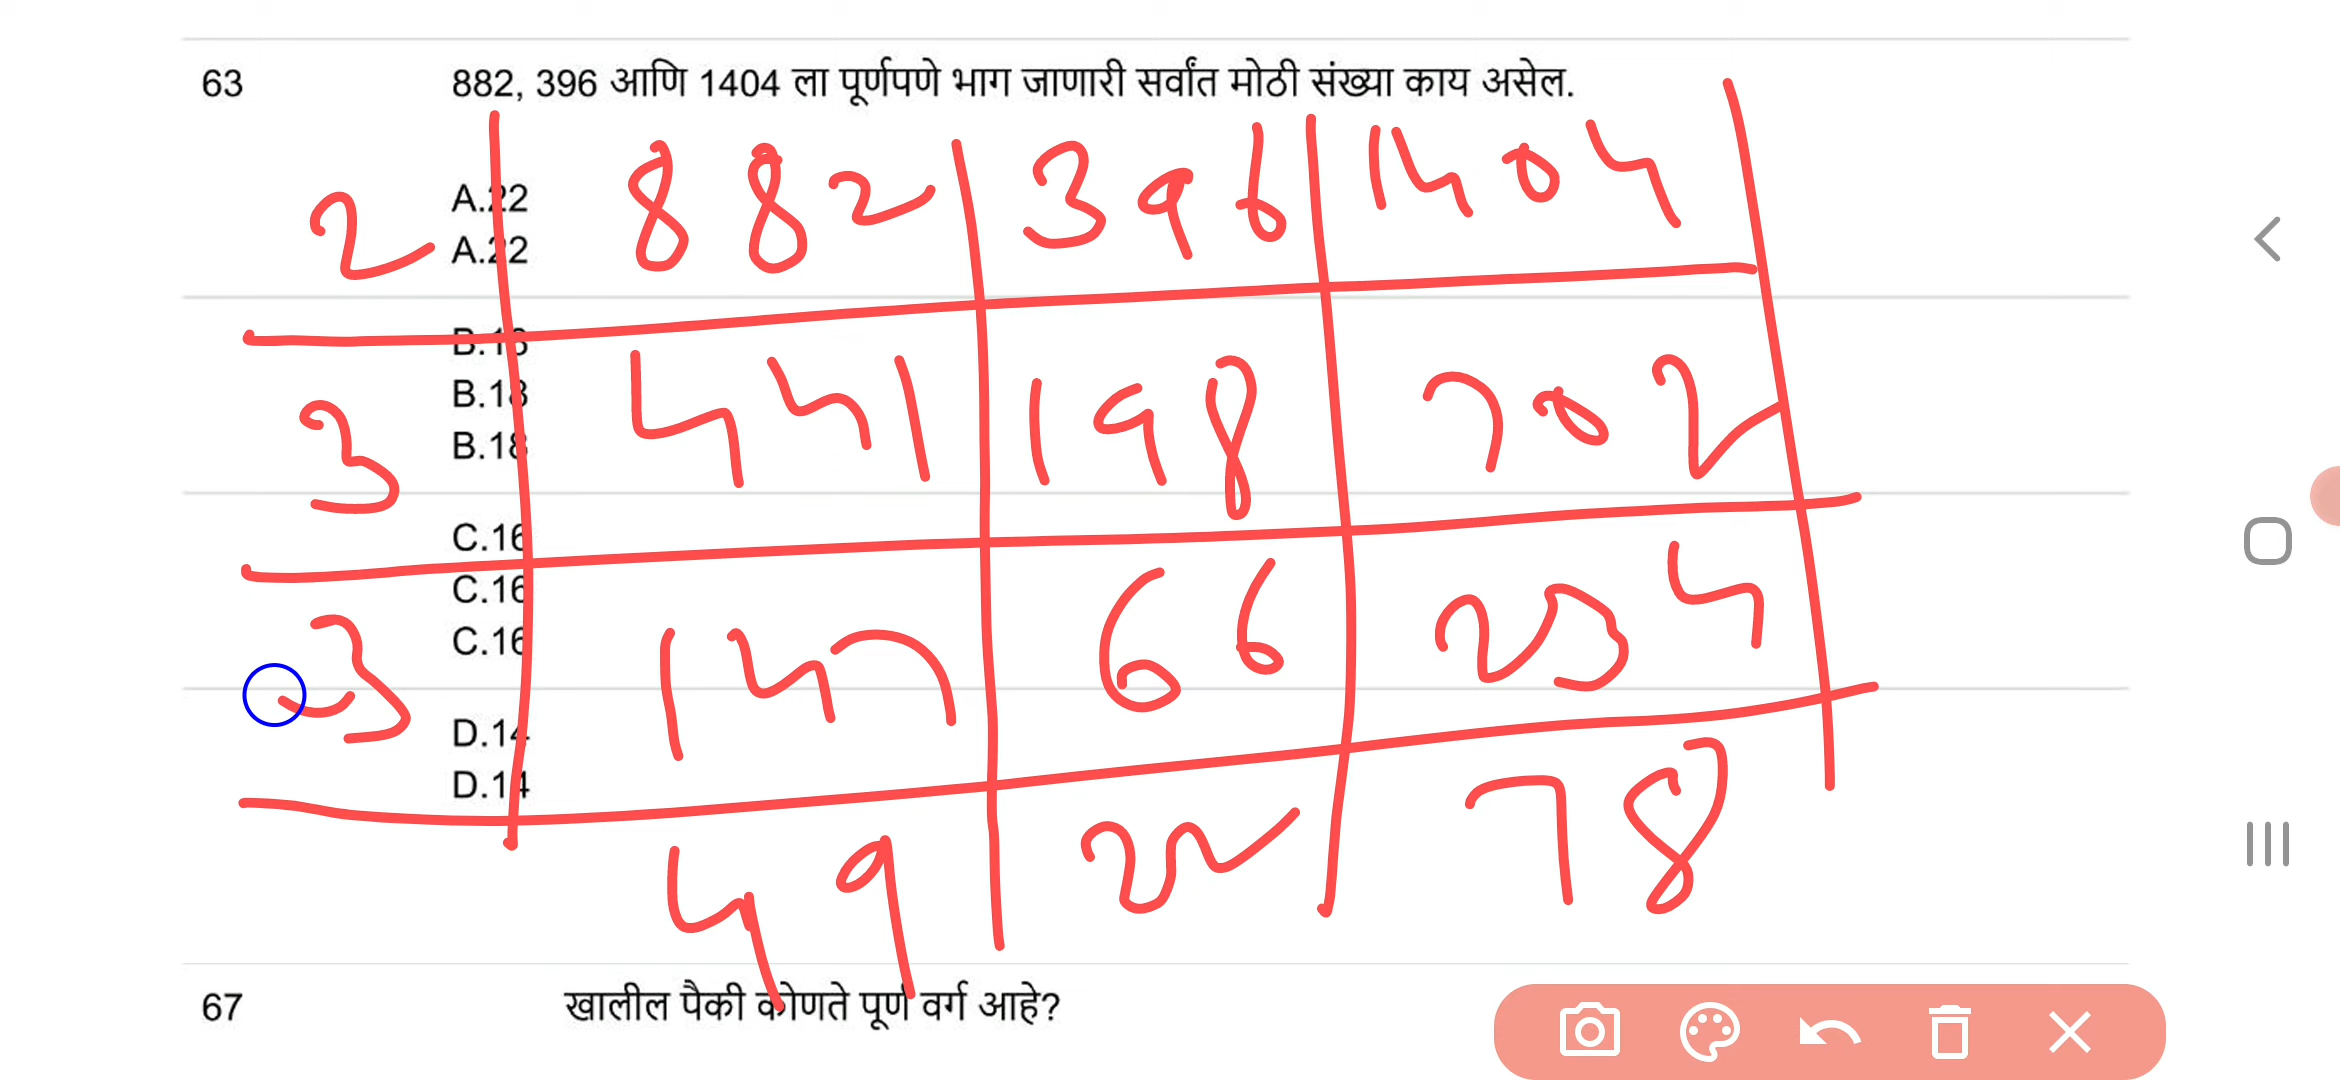 63 882, 396 आणि 1404 ला पूर्णपणे भाग जाणारी सर्वांत मोठी संख्या काय असेल.
2 882 396 1404
A.22
A.22
B.18
3 441 198 702
B.18
B.18
C.16
C.16
3 147 66 234
C.16
D.14
D.14
49 22 78
67 खालील पैकी कोणते पूर्ण वर्ग आहे?